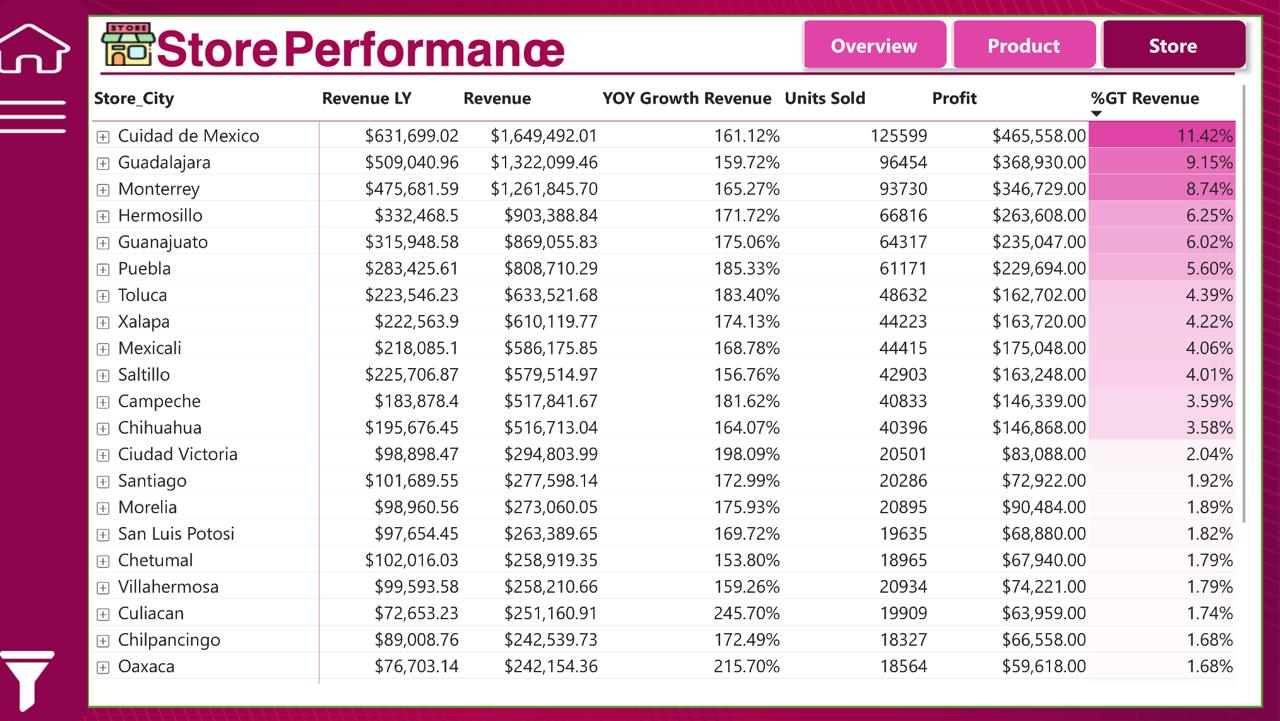 STORE
Store Performance
Overview
Product
Store
Store_City Revenue LY Revenue YOY Growth Revenue Units Sold Profit %GT Revenue
Cuidad de Mexico $631,699.02 $1,649,492.01 161.12% 125599 $465,558.00 11.42%
Guadalajara $509,040.96 $1,322,099.46 159.72% 96454 $368,930.00 9.15%
Monterrey $475,681.59 $1,261,845.70 165.27% 93730 $346,729.00 8.74%
Hermosillo $332,468.5 $903,388.84 171.72% 66816 $263,608.00 6.25%
Guanajuato $315,948.58 $869,055.83 175.06% 64317 $235,047.00 6.02%
Puebla $283,425.61 $808,710.29 185.33% 61171 $229,694.00 5.60%
Toluca $223,546.23 $633,521.68 183.40% 48632 $162,702.00 4.39%
Xalapa $222,563.9 $610,119.77 174.13% 44223 $163,720.00 4.22%
Mexicali $218,085.1 $586,175.85 168.78% 44415 $175,048.00 4.06%
Saltillo $225,706.87 $579,514.97 156.76% 42903 $163,248.00 4.01%
Campeche $183,878.4 $517,841.67 181.62% 40833 $146,339.00 3.59%
Chihuahua $195,676.45 $516,713.04 164.07% 40396 $146,868.00 3.58%
Ciudad Victoria $98,898.47 $294,803.99 198.09% 20501 $83,088.00 2.04%
Santiago $101,689.55 $277,598.14 172.99% 20286 $72,922.00 1.92%
Morelia $98,960.56 $273,060.05 175.93% 20895 $90,484.00 1.89%
San Luis Potosi $97,654.45 $263,389.65 169.72% 19635 $68,880.00 1.82%
Chetumal $102,016.03 $258,919.35 153.80% 18965 $67,940.00 1.79%
Villahermosa $99,593.58 $258,210.66 159.26% 20934 $74,221.00 1.79%
Culiacan $72,653.23 $251,160.91 245.70% 19909 $63,959.00 1.74%
Chilpancingo $89,008.76 $242,539.73 172.49% 18327 $66,558.00 1.68%
Oaxaca $76,703.14 $242,154.36 215.70% 18564 $59,618.00 1.68%